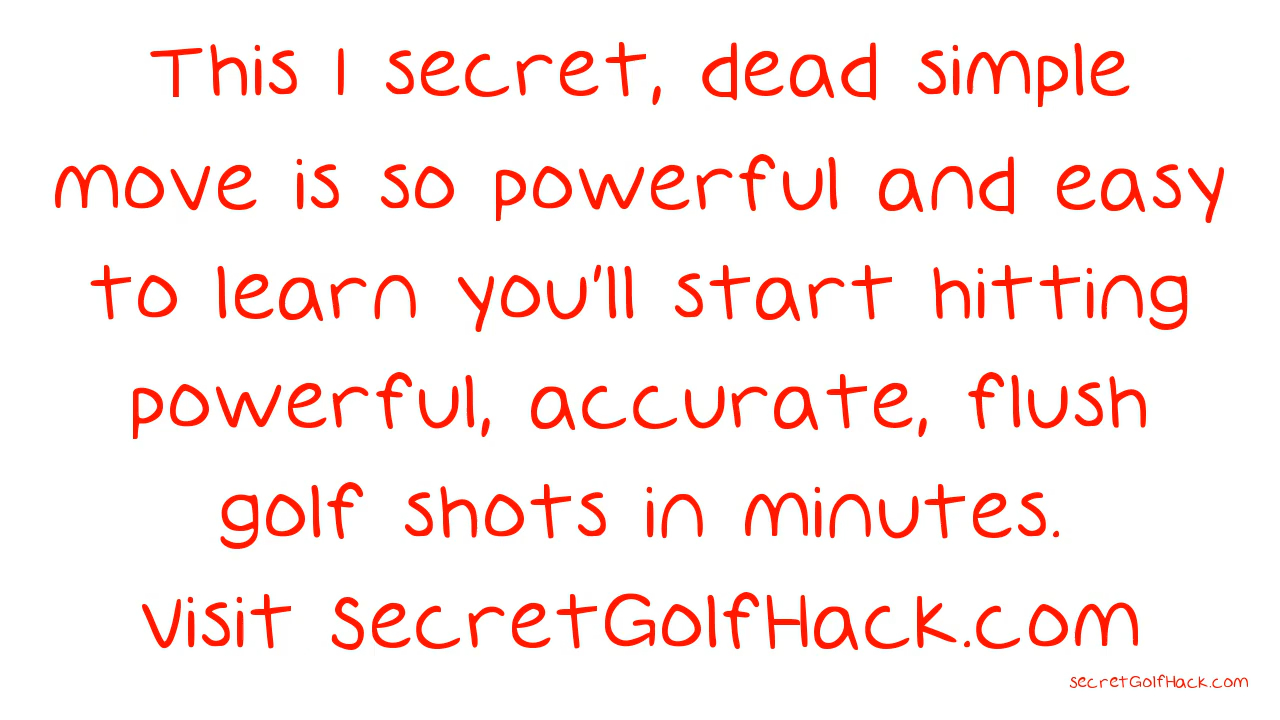 This 1 secret, dead simple
move is so powerful and easy
to learn you'll start hitting
powerful, accurate, flush
golf shots in minutes.
Visit SecretGolfHack.com
secretGolfHack.com